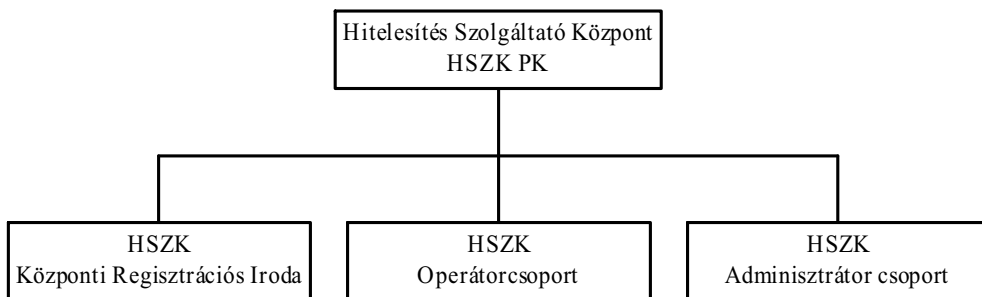 Hitelesítés Szolgáltató Központ
HSZK PK
HSZK
Központi Regisztrációs Iroda
HSZK
Operátorcsoport
HSZK
Adminisztrátor csoport